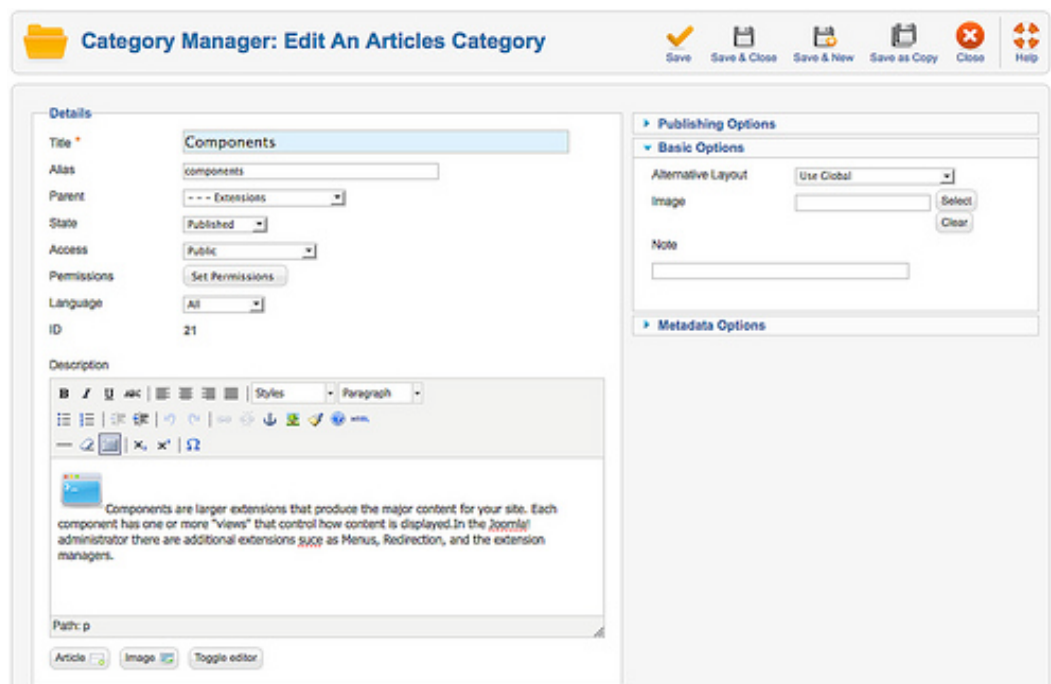 Category Manager: Edit An Articles Category
Save Save & Close Save & New Save as Copy Close Help
Details
Title *
Components
Alias
components
Parent
- - - Extensions
State
Published
Access
Public
Permissions
Set Permissions
Language
All
ID
21
Description
B I U ABC Styles Paragraph
HTML
Ω
Components are larger extensions that produce the major content for your site. Each
component has one or more "views" that control how content is displayed.In the Joomla!
administrator there are additional extensions suce as Menus, Redirection, and the extension
managers.
Path: p
Article Image Toggle editor
Publishing Options
Basic Options
Alternative Layout
Use Global
Image
Select
Clear
Note
Metadata Options